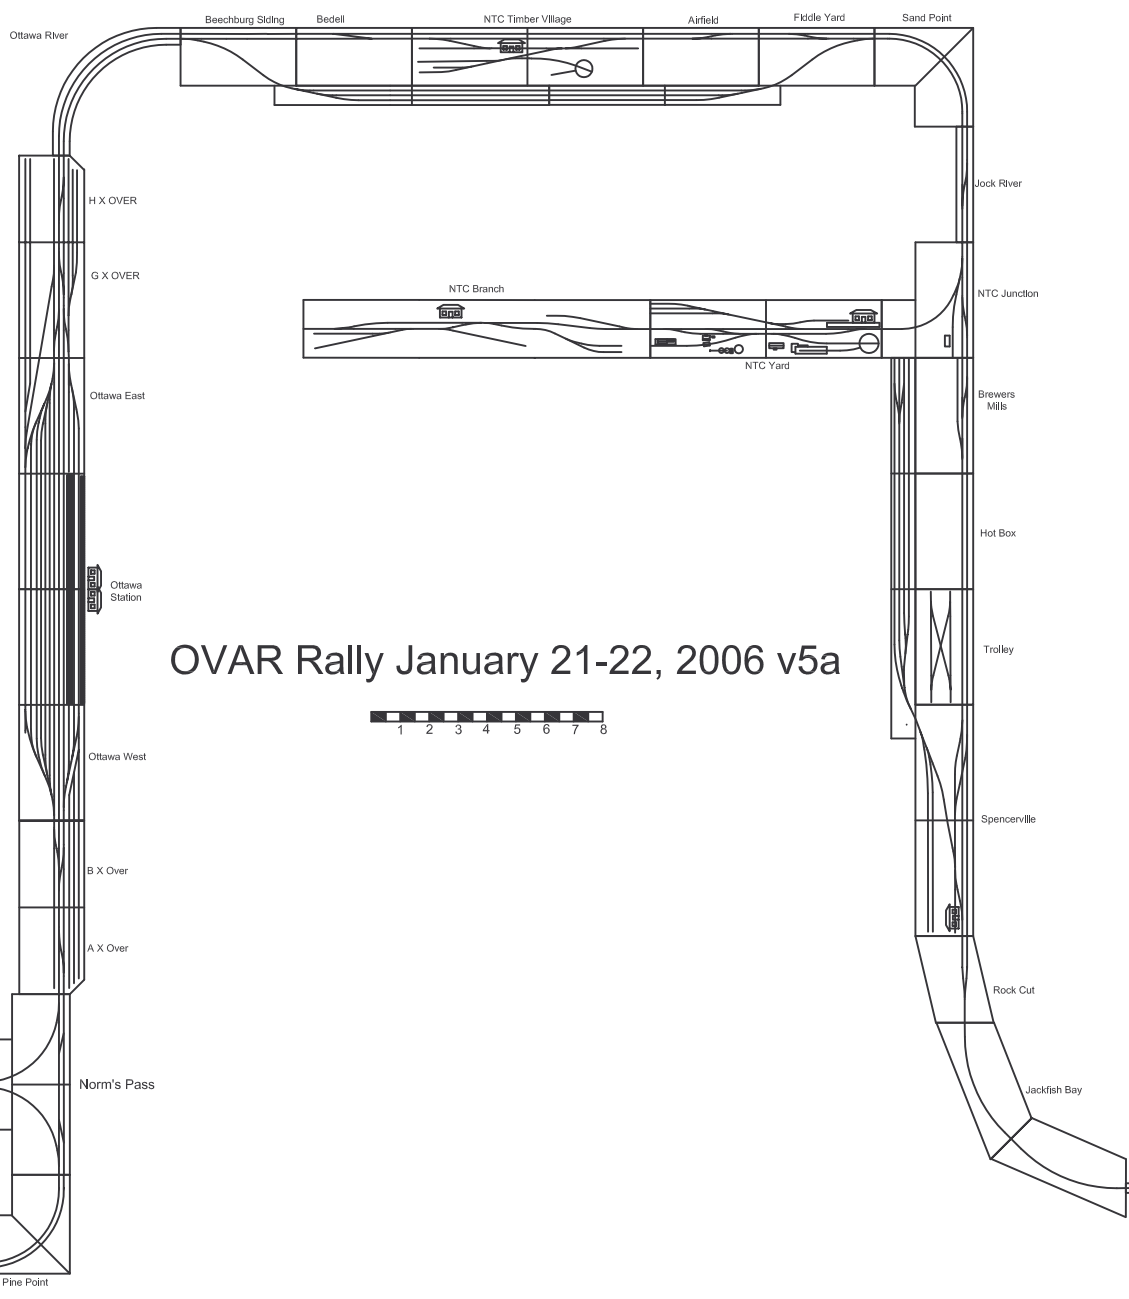 Beechburg Siding
Bedell
NTC Timber Village
Airfield
Fiddle Yard
Sand Point
Ottawa River
Jock River
H X OVER
G X OVER
NTC Branch
NTC Junction
NTC Yard
Ottawa East
Brewers
Mills
Hot Box
Ottawa
Station
Trolley
OVAR Rally January 21-22, 2006 v5a
1 2 3 4 5 6 7 8
Ottawa West
Spencerville
B X Over
A X Over
Rock Cut
Norm's Pass
Jackfish Bay
Pine Point